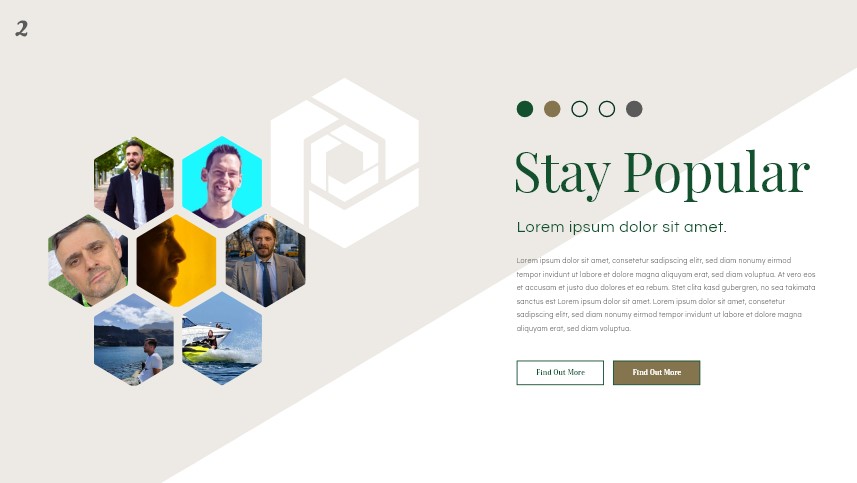 2
Stay Popular
Lorem ipsum dolor sit amet.
Lorem ipsum dolor sit amet, consetetur sadipscing elitr, sed diam nonumy eirmod
tempor invidunt ut labore et dolore magna aliquyam erat, sed diam voluptua. At vero eos
et accusam et justo duo dolores et ea rebum. Stet clita kasd gubergren, no sea takimata
sanctus est Lorem ipsum dolor sit amet. Lorem ipsum dolor sit amet, consetetur
sadipscing elitr, sed diam nonumy eirmod tempor invidunt ut labore et dolore magna
aliquyam erat, sed diam voluptua.
Find Out More
Find Out More